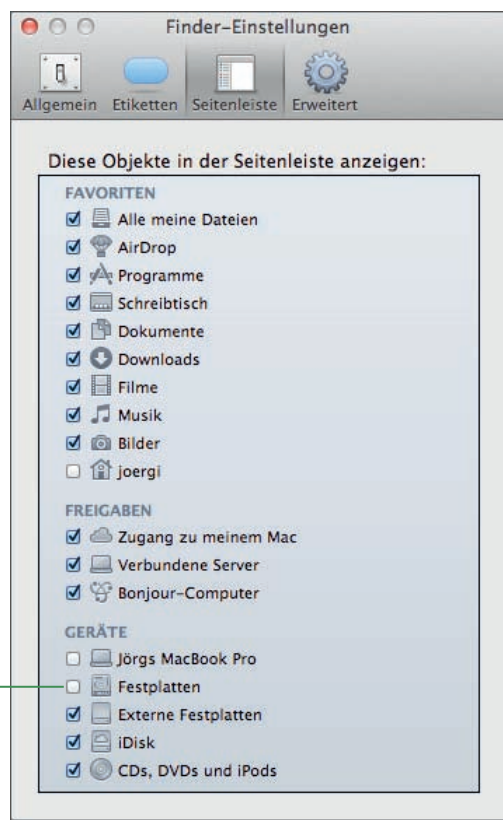 Finder-Einstellungen
Allgemein Etiketten Seitenleiste Erweitert
Diese Objekte in der Seitenleiste anzeigen:
FAVORITEN
Alle meine Dateien
AirDrop
Programme
Schreibtisch
Dokumente
Downloads
Filme
Musik
Bilder
joergi
FREIGABEN
Zugang zu meinem Mac
Verbundene Server
Bonjour-Computer
GERÄTE
Jörgs MacBook Pro
Festplatten
Externe Festplatten
iDisk
CDs, DVDs und iPods